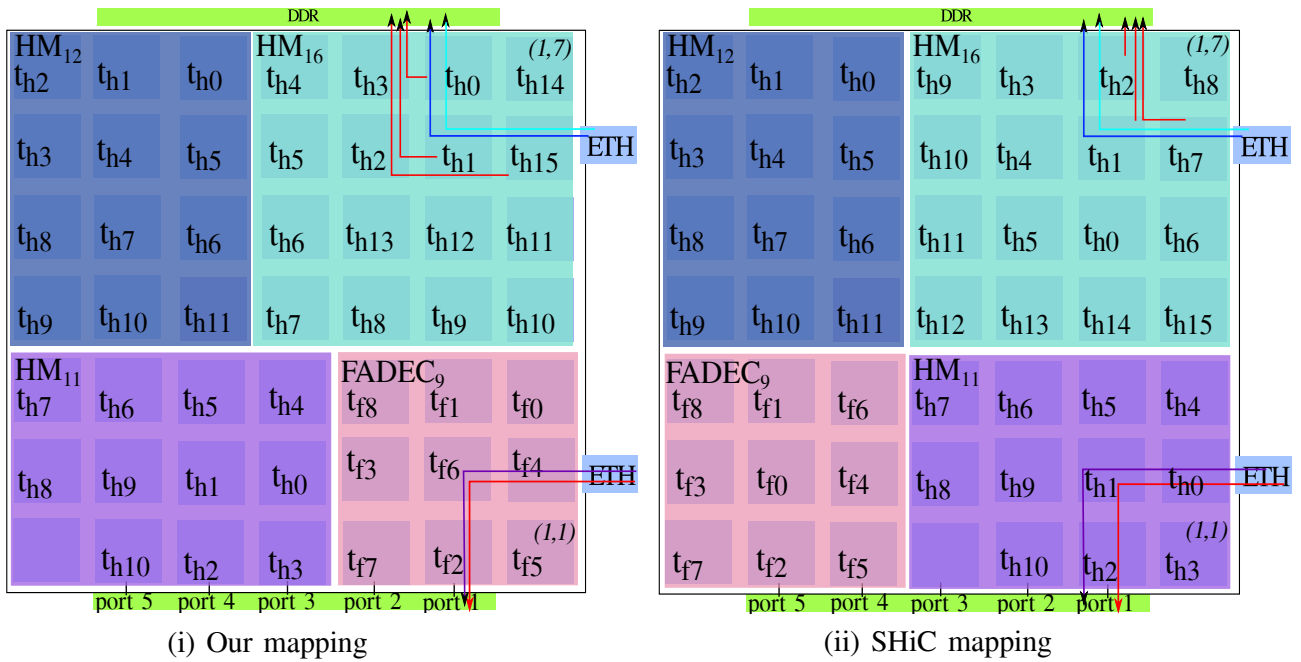 DDR
HM12 HM16 (1,7)
th2 th1 th0 th4 th3 th0 th14
ETH
th3 th4 th5 th5 th2 th1 th15
th8 th7 th6 th6 th13 th12 th11
th9 th10 th11 th7 th8 th9 th10
HM11 FADEC9
th7 th6 th5 th4 tf8 tf1 tf0
th8 th9 th1 th0 tf3 tf6 tf4 ETH
(1,1)
th10 th2 th3 tf7 tf2 tf5
port 5 port 4 port 3 port 2 port 1
(i) Our mapping
DDR
HM12 HM16 (1,7)
th2 th1 th0 th9 th3 th2 th8
ETH
th3 th4 th5 th10 th4 th1 th7
th8 th7 th6 th11 th5 th0 th6
th9 th10 th11 th12 th13 th14 th15
FADEC9 HM11
tf8 tf1 tf6 th7 th6 th5 th4
tf3 tf0 tf4 th8 th9 th1 th0 ETH
(1,1)
tf7 tf2 tf5 th10 th2 th3
port 5 port 4 port 3 port 2 port 1
(ii) SHiC mapping